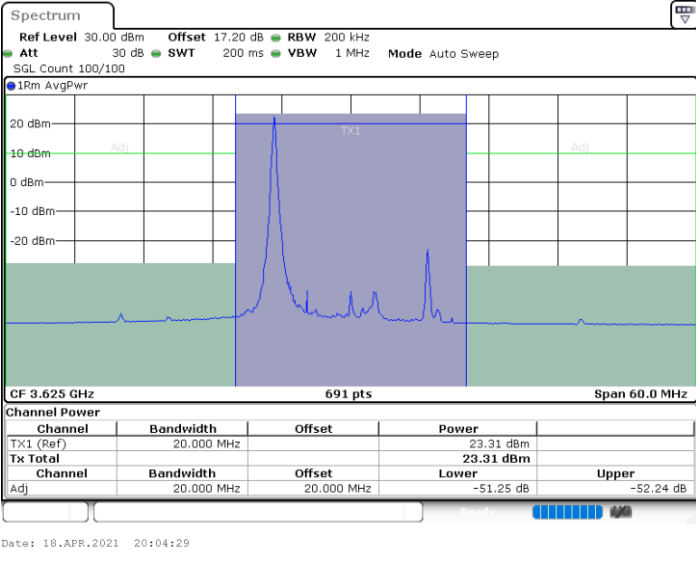 Spectrum
Ref Level 30.00 dBm Offset 17.20 dB RBW 200 kHz
Att 30 dB SWT 200 ms VBW 1 MHz Mode Auto Sweep
SGL Count 100/100
1Rm AvgPwr
20 dBm
TX1
Adj
Adj
10 dBm
0 dBm
-10 dBm
-20 dBm
CF 3.625 GHz 691 pts Span 60.0 MHz
Channel Power
Channel Bandwidth Offset Power
TX1 (Ref) 20.000 MHz 23.31 dBm
Tx Total 23.31 dBm
Channel Bandwidth Offset Lower Upper
Adj 20.000 MHz 20.000 MHz -51.25 dB -52.24 dB
Ready
Date: 18.APR.2021 20:04:29